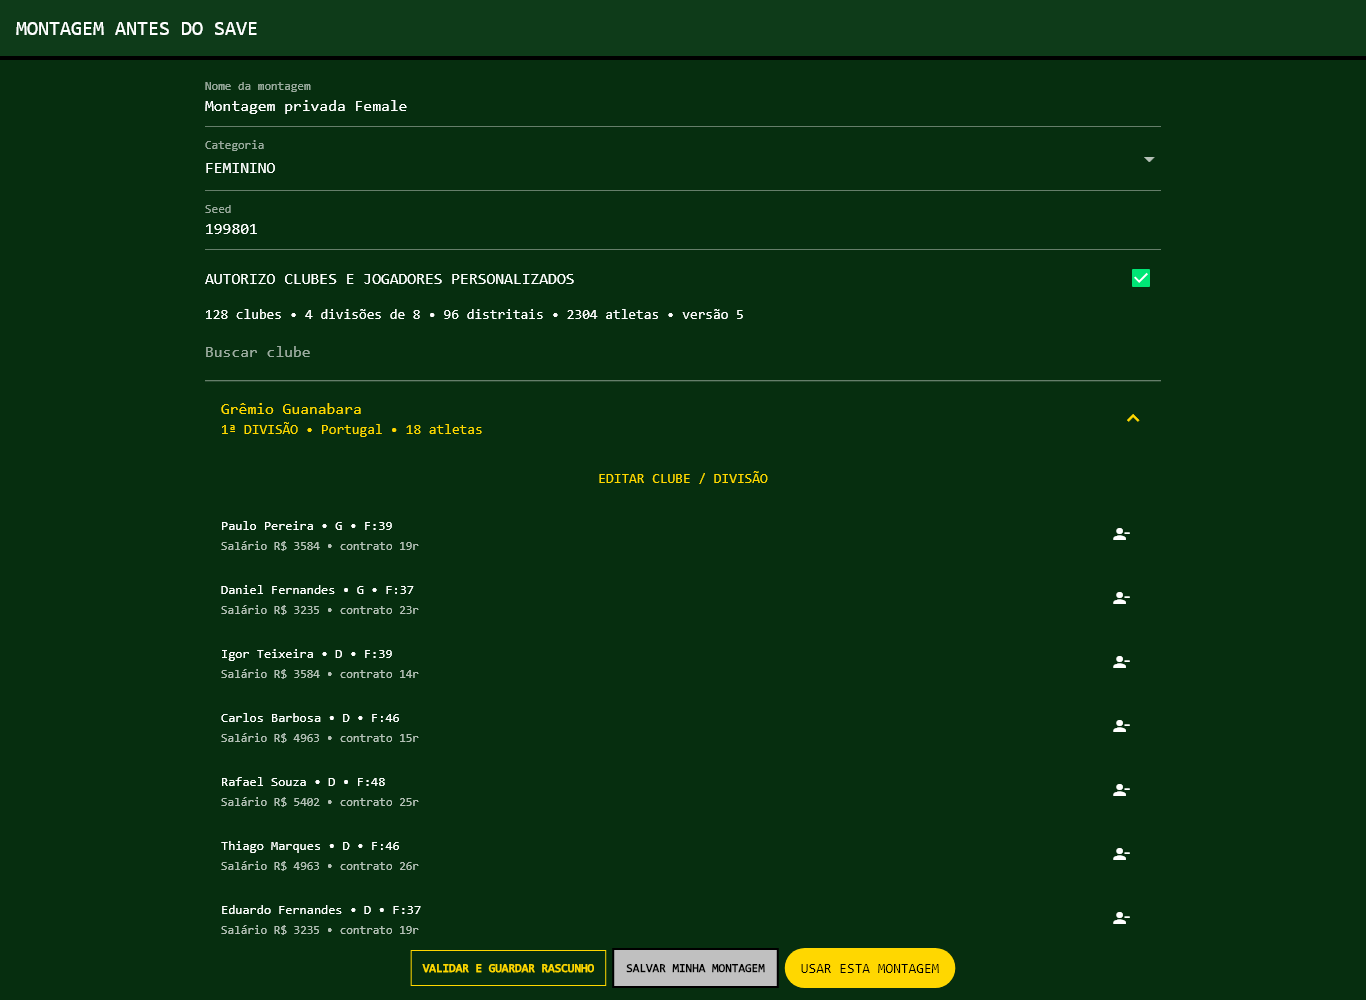 MONTAGEM ANTES DO SAVE
Nome da montagem
Montagem privada Female
Categoria
FEMININO
Seed
199801
AUTORIZO CLUBES E JOGADORES PERSONALIZADOS
128 clubes • 4 divisões de 8 • 96 distritais • 2304 atletas • versão 5
Buscar clube
Grêmio Guanabara
1ª DIVISÃO • Portugal • 18 atletas
EDITAR CLUBE / DIVISÃO
Paulo Pereira • G • F:39
Salário R$ 3584 • contrato 19r
Daniel Fernandes • G • F:37
Salário R$ 3235 • contrato 23r
Igor Teixeira • D • F:39
Salário R$ 3584 • contrato 14r
Carlos Barbosa • D • F:46
Salário R$ 4963 • contrato 15r
Rafael Souza • D • F:48
Salário R$ 5402 • contrato 25r
Thiago Marques • D • F:46
Salário R$ 4963 • contrato 26r
Eduardo Fernandes • D • F:37
Salário R$ 3235 • contrato 19r
VALIDAR E GUARDAR RASCUNHO
SALVAR MINHA MONTAGEM
USAR ESTA MONTAGEM